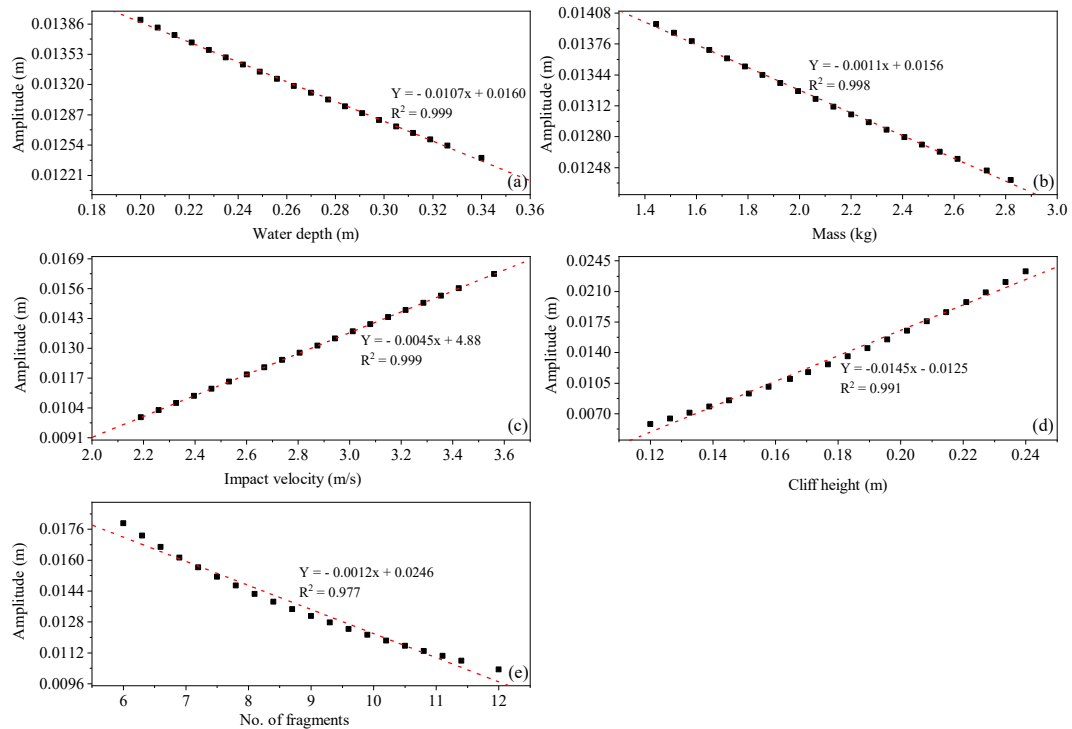 0.01386
0.01353
0.01320
0.01287
0.01254
0.01221
Amplitude (m)
Y = - 0.0107x + 0.0160
R² = 0.999
(a)
0.18 0.20 0.22 0.24 0.26 0.28 0.30 0.32 0.34 0.36
Water depth (m)
0.01408
0.01376
0.01344
0.01312
0.01280
0.01248
Amplitude (m)
Y = - 0.0011x + 0.0156
R² = 0.998
(b)
1.4 1.6 1.8 2.0 2.2 2.4 2.6 2.8 3.0
Mass (kg)
0.0169
0.0156
0.0143
0.0130
0.0117
0.0104
0.0091
Amplitude (m)
Y = - 0.0045x + 4.88
R² = 0.999
(c)
2.0 2.2 2.4 2.6 2.8 3.0 3.2 3.4 3.6
Impact velocity (m/s)
0.0245
0.0210
0.0175
0.0140
0.0105
0.0070
Amplitude (m)
Y = -0.0145x - 0.0125
R² = 0.991
(d)
0.12 0.14 0.16 0.18 0.20 0.22 0.24
Cliff height (m)
0.0176
0.0160
0.0144
0.0128
0.0112
0.0096
Amplitude (m)
Y = - 0.0012x + 0.0246
R² = 0.977
(e)
6 7 8 9 10 11 12
No. of fragments